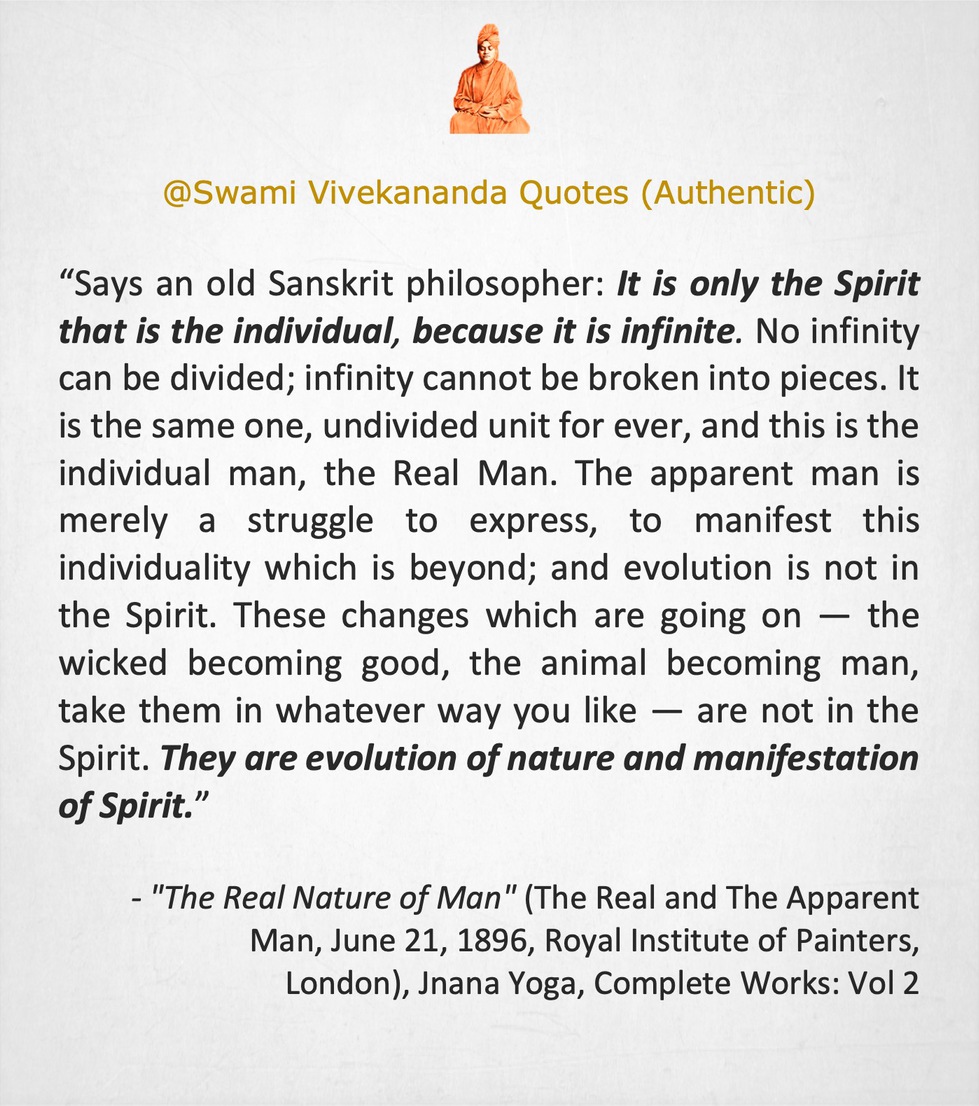 @Swami Vivekananda Quotes (Authentic)
“Says an old Sanskrit philosopher: It is only the Spirit
that is the individual, because it is infinite. No infinity
can be divided; infinity cannot be broken into pieces. It
is the same one, undivided unit for ever, and this is the
individual man, the Real Man. The apparent man is
merely a struggle to express, to manifest this
individuality which is beyond; and evolution is not in
the Spirit. These changes which are going on — the
wicked becoming good, the animal becoming man,
take them in whatever way you like — are not in the
Spirit. They are evolution of nature and manifestation
of Spirit.”
- "The Real Nature of Man" (The Real and The Apparent
Man, June 21, 1896, Royal Institute of Painters,
London), Jnana Yoga, Complete Works: Vol 2